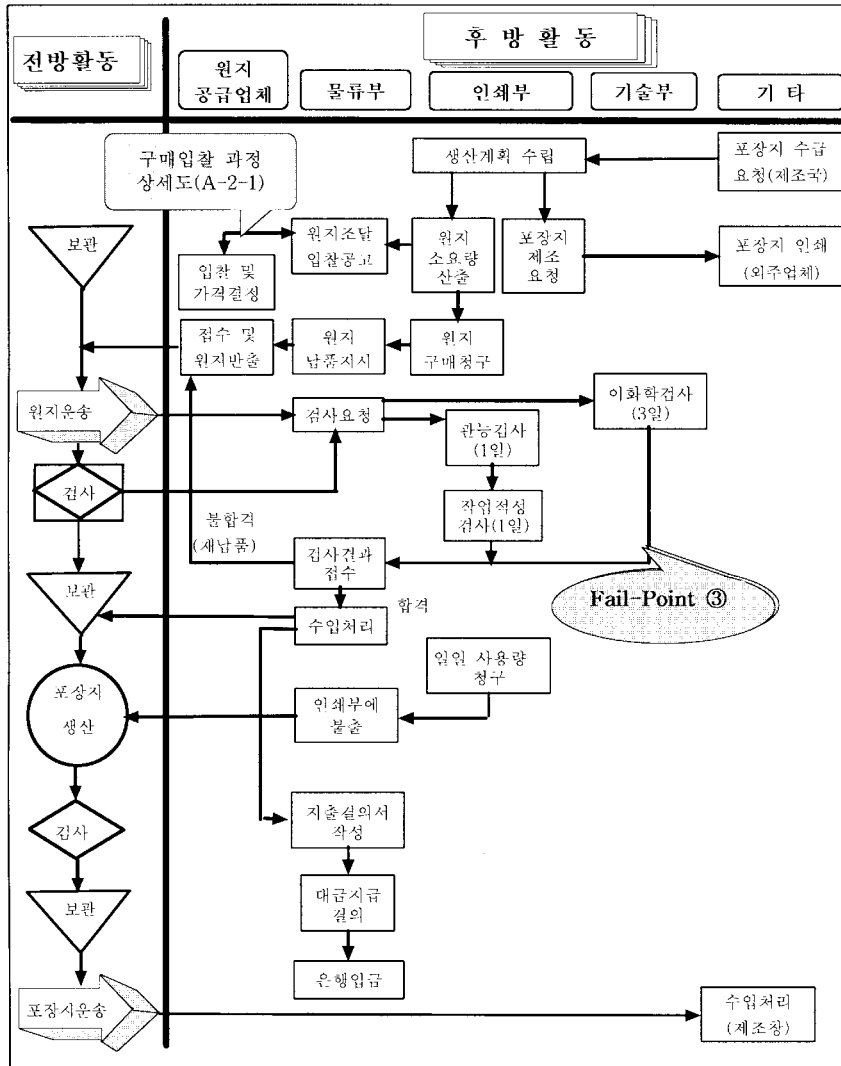 후 방 활 동
전방활동
원지
공급업체
물류부
인쇄부
기술부
기 타
구매입찰 과정
상세도(A-2-1)
생산계획 수립
포장지 수급
요청(제조국)
보관
원지조달
입찰공고
원지
소요량
산출
포장지
제조
요청
포장지 인쇄
(외주업체)
입찰 및
가격결정
접수 및
원지반출
원지
납품지시
원지
구매청구
원지운송
검사요청
이화학검사
(3일)
관능검사
(1일)
검사
작업적성
검사(1일)
불합격
(재납품)
검사결과
접수
Fail-Point ③
보관
합격
수입처리
일일 사용량
청구
포장지
생산
인쇄부에
불출
지출결의서
작성
검사
대금지급
결의
보관
은행입금
포장지운송
수입처리
(제조창)